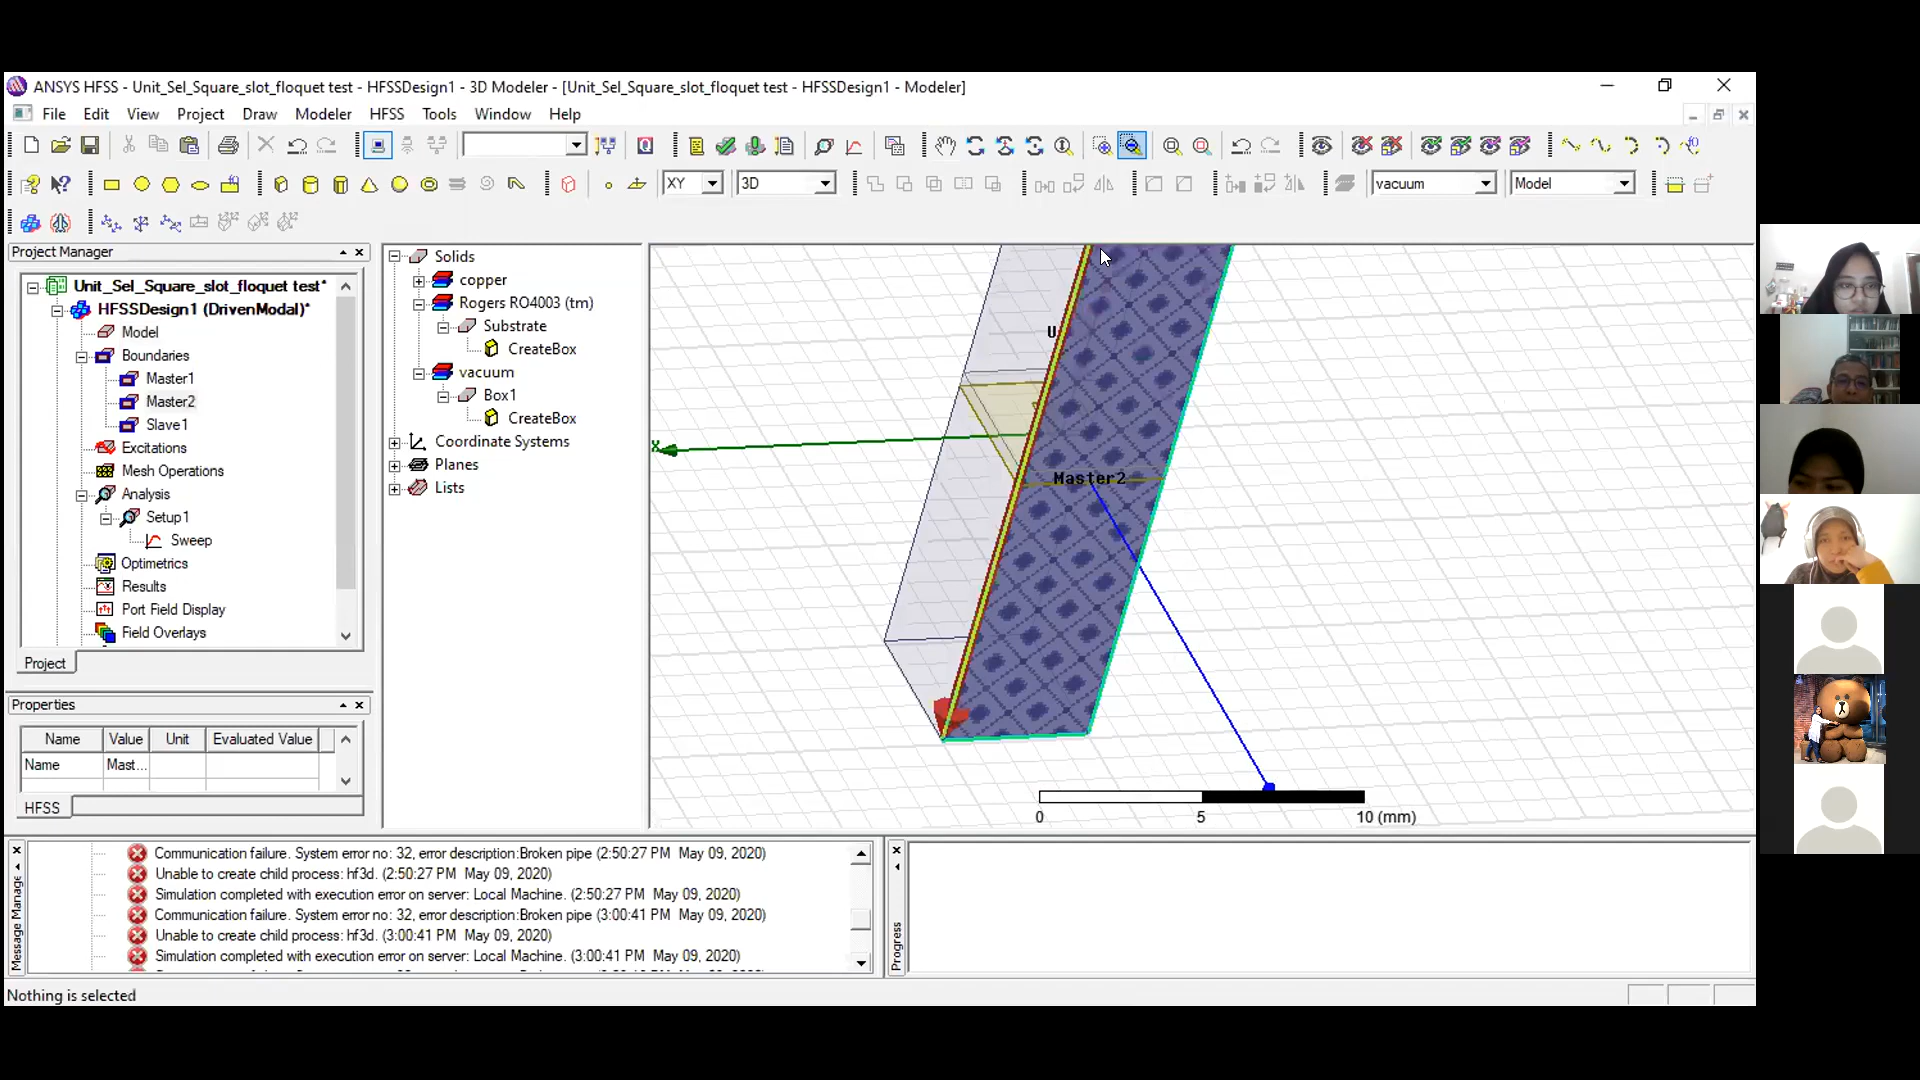 ANSYS HFSS - Unit_Sel_Square_slot_floquet test - HFSSDesign1 - 3D Modeler - [Unit_Sel_Square_slot_floquet test - HFSSDesign1 - Modeler]
File Edit View Project Draw Modeler HFSS Tools Window Help
XY 3D vacuum Model
Project Manager
Unit_Sel_Square_slot_floquet test*
HFSSDesign1 (DrivenModal)*
Model
Boundaries
Master1
Master2
Slave1
Excitations
Mesh Operations
Analysis
Setup1
Sweep
Optimetrics
Results
Port Field Display
Field Overlays
Project
Properties
Name Value Unit Evaluated Value
Name Mast...
HFSS
Solids
copper
Rogers RO4003 (tm)
Substrate
CreateBox
vacuum
Box1
CreateBox
Coordinate Systems
Planes
Lists
U
X
Master2
0 5 10 (mm)
Message Manage
Communication failure. System error no: 32, error description:Broken pipe (2:50:27 PM May 09, 2020)
Unable to create child process: hf3d. (2:50:27 PM May 09, 2020)
Simulation completed with execution error on server: Local Machine. (2:50:27 PM May 09, 2020)
Communication failure. System error no: 32, error description:Broken pipe (3:00:41 PM May 09, 2020)
Unable to create child process: hf3d. (3:00:41 PM May 09, 2020)
Simulation completed with execution error on server: Local Machine. (3:00:41 PM May 09, 2020)
Progress
Nothing is selected